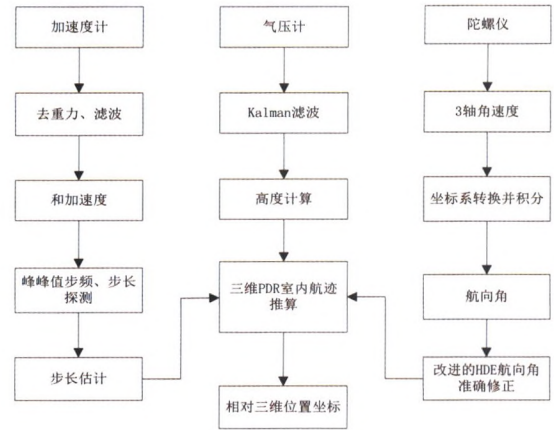 加速度计
去重力、滤波
和加速度
峰峰值步频、步长
探测
步长估计
气压计
Kalman滤波
高度计算
三维PDR室内航迹
推算
相对三维位置坐标
陀螺仪
3轴角速度
坐标系转换并积分
航向角
改进的HDE航向角
准确修正